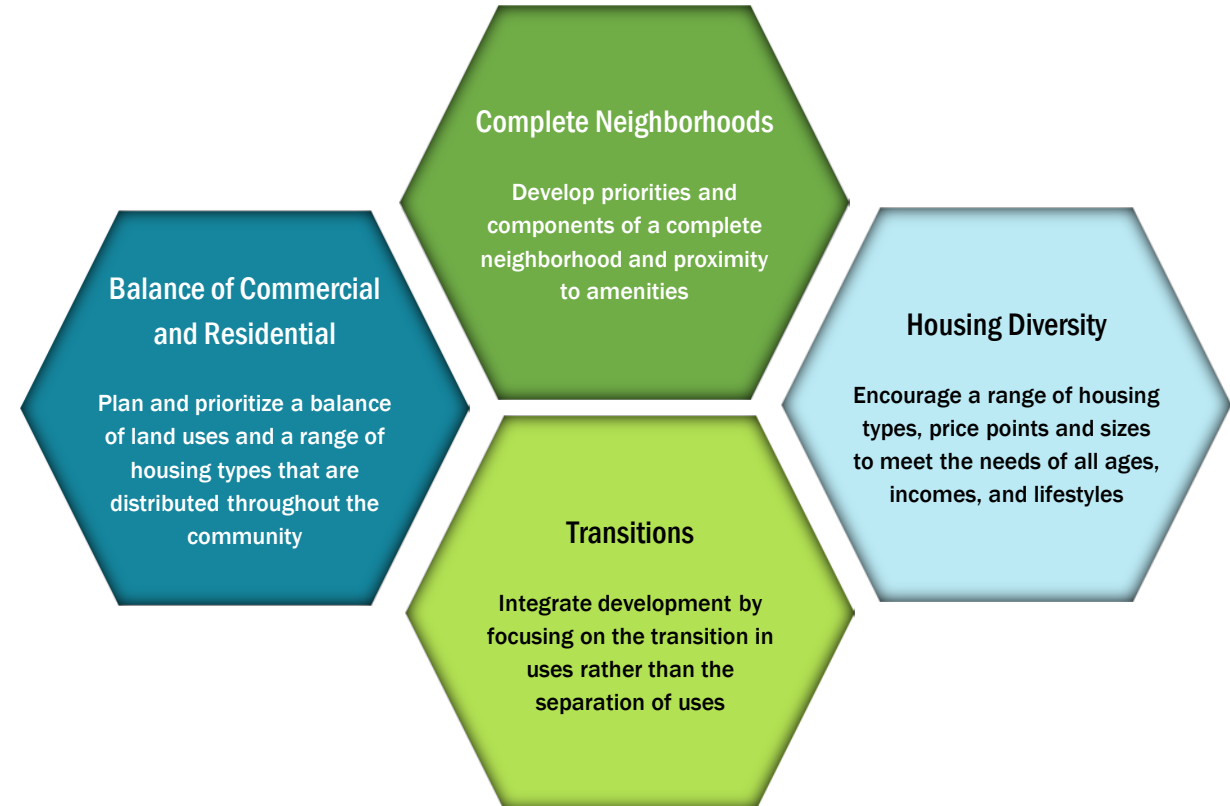 Complete Neighborhoods
Develop priorities and
components of a complete
neighborhood and proximity
to amenities
Balance of Commercial
and Residential
Plan and prioritize a balance
of land uses and a range of
housing types that are
distributed throughout the
community
Housing Diversity
Encourage a range of housing
types, price points and sizes
to meet the needs of all ages,
incomes, and lifestyles
Transitions
Integrate development by
focusing on the transition in
uses rather than the
separation of uses